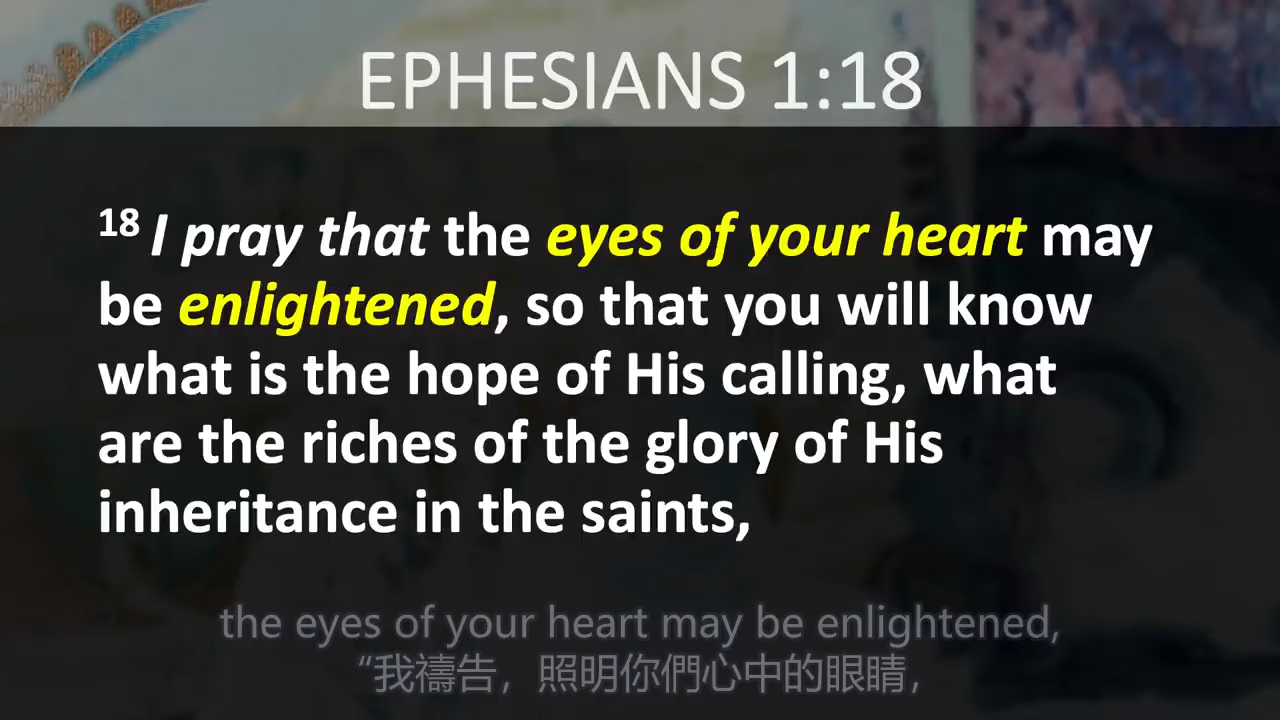 EPHESIANS 1:18
18 I pray that the eyes of your heart may
be enlightened, so that you will know
what is the hope of His calling, what
are the riches of the glory of His
inheritance in the saints,
the eyes of your heart may be enlightened,
“我禱告，照明你們心中的眼睛，